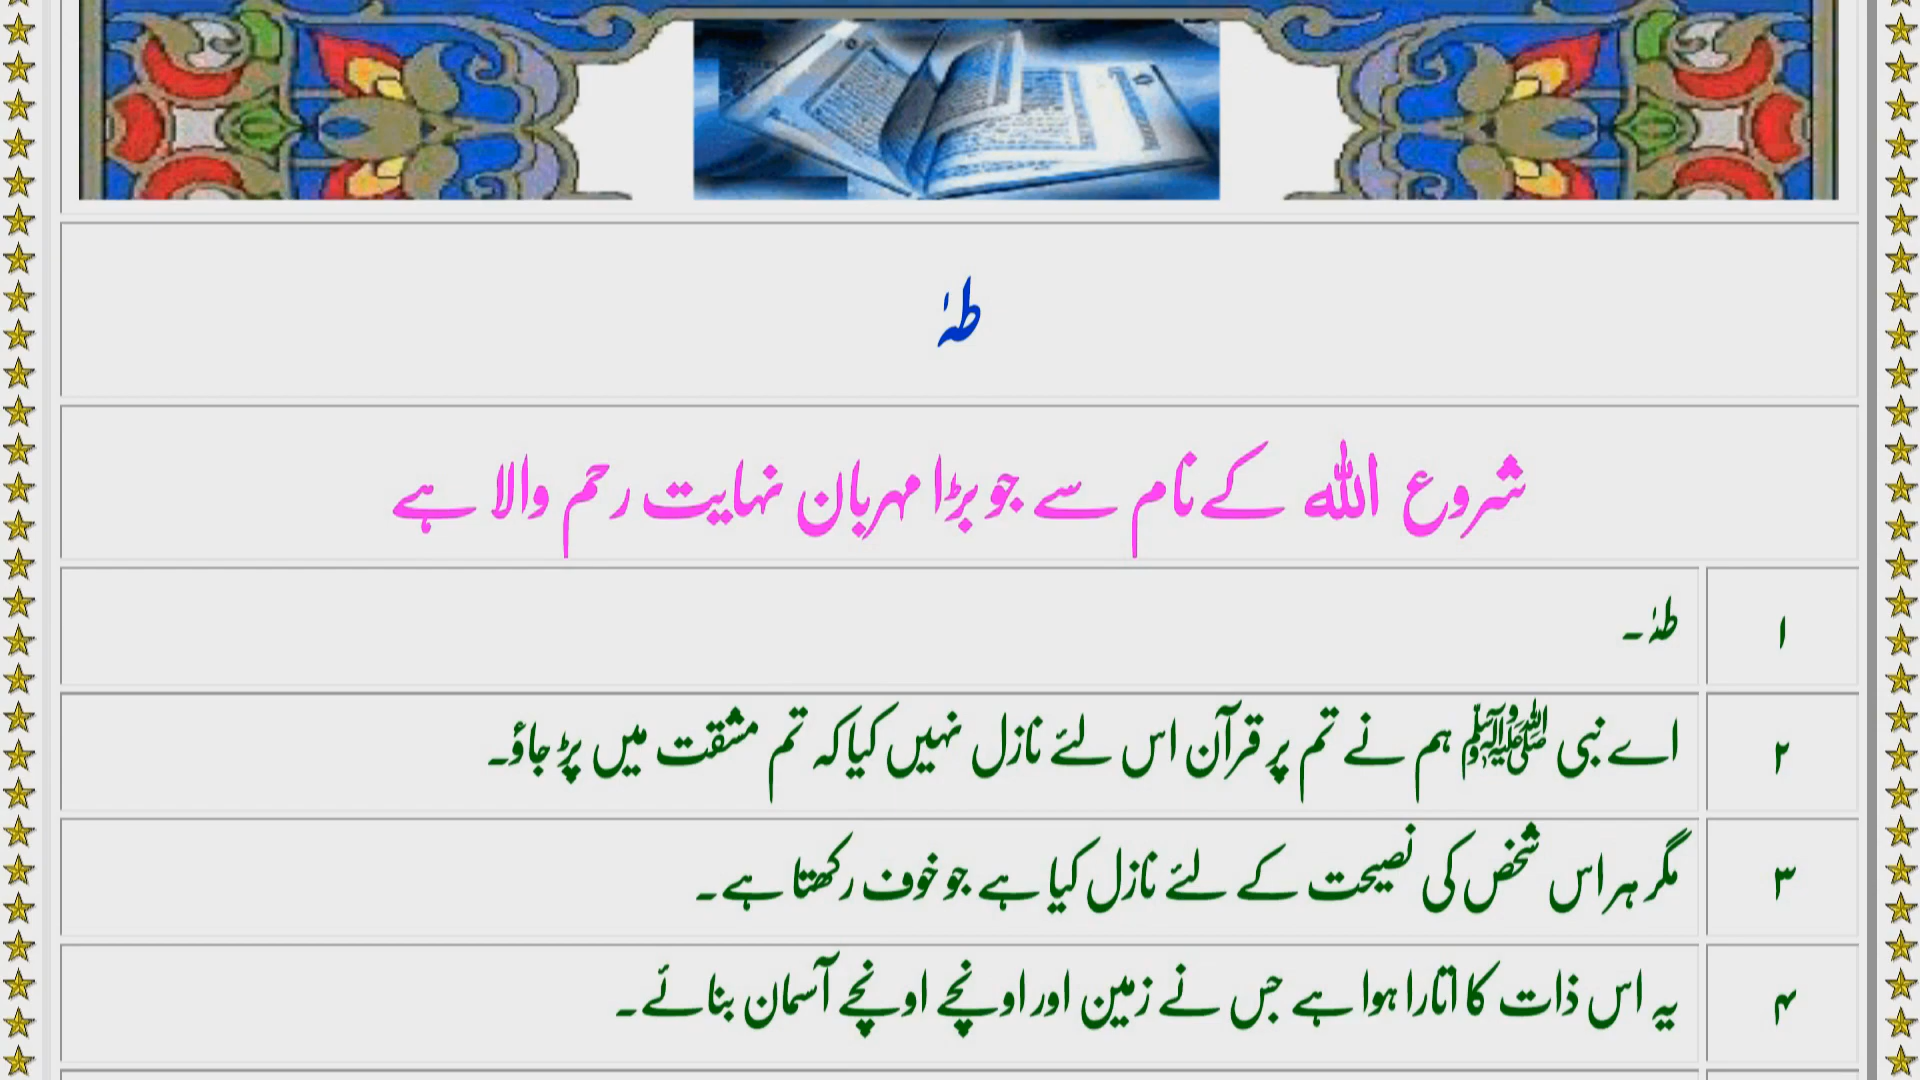 طہٰ
شروع اللہ کے نام سے جو بڑا مہربان نہایت رحم والا ہے
۱ طہٰ۔
۲ اے نبی ﷺ ہم نے تم پر قرآن اس لئے نازل نہیں کیا کہ تم مشقت میں پڑ جاؤ۔
۳ مگر ہر اس شخص کی نصیحت کے لئے نازل کیا ہے جو خوف رکھتا ہے۔
۴ یہ اس ذات کا اتارا ہوا ہے جس نے زمین اور اونچے اونچے آسمان بنائے۔